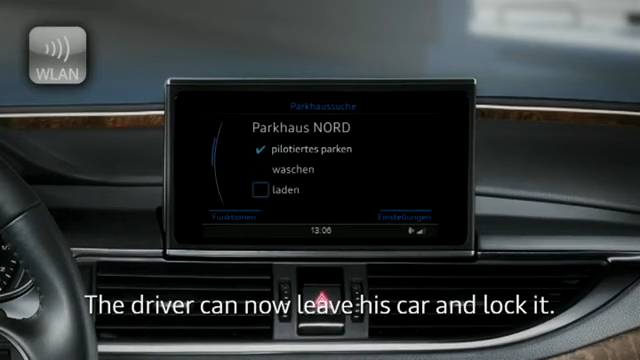 WLAN
Parkhaussuche
Parkhaus NORD
pilotiertes parken
waschen
laden
Funktionen
Einstellungen
13:06
The driver can now leave his car and lock it.